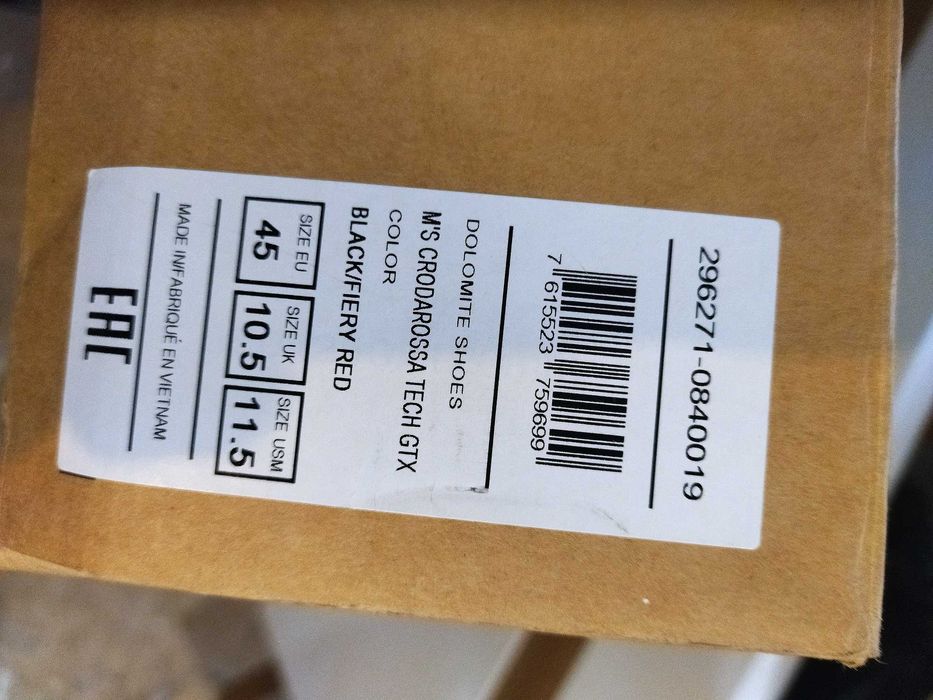 296271-0840019
7 615523 759699
DOLOMITE SHOES
M'S CRODAROSSA TECH GTX
COLOR
BLACK/FIERY RED
SIZE EU SIZE UK SIZE USM
45 10.5 11.5
MADE IN/FABRIQUÉ EN VIETNAM
EAC